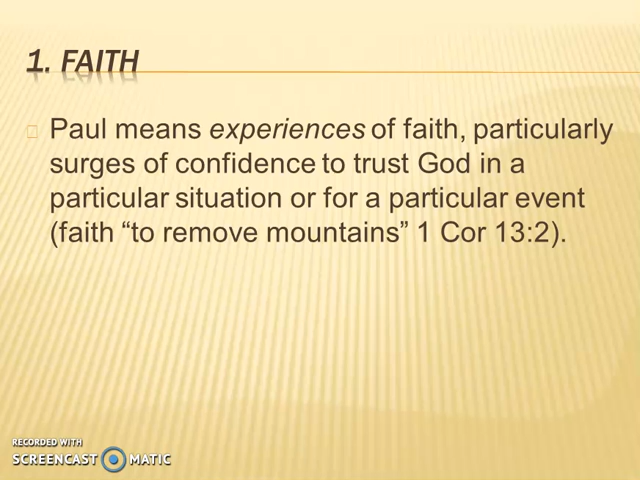 1. FAITH
Paul means experiences of faith, particularly
surges of confidence to trust God in a
particular situation or for a particular event
(faith “to remove mountains” 1 Cor 13:2).
RECORDED WITH
SCREENCAST MATIC